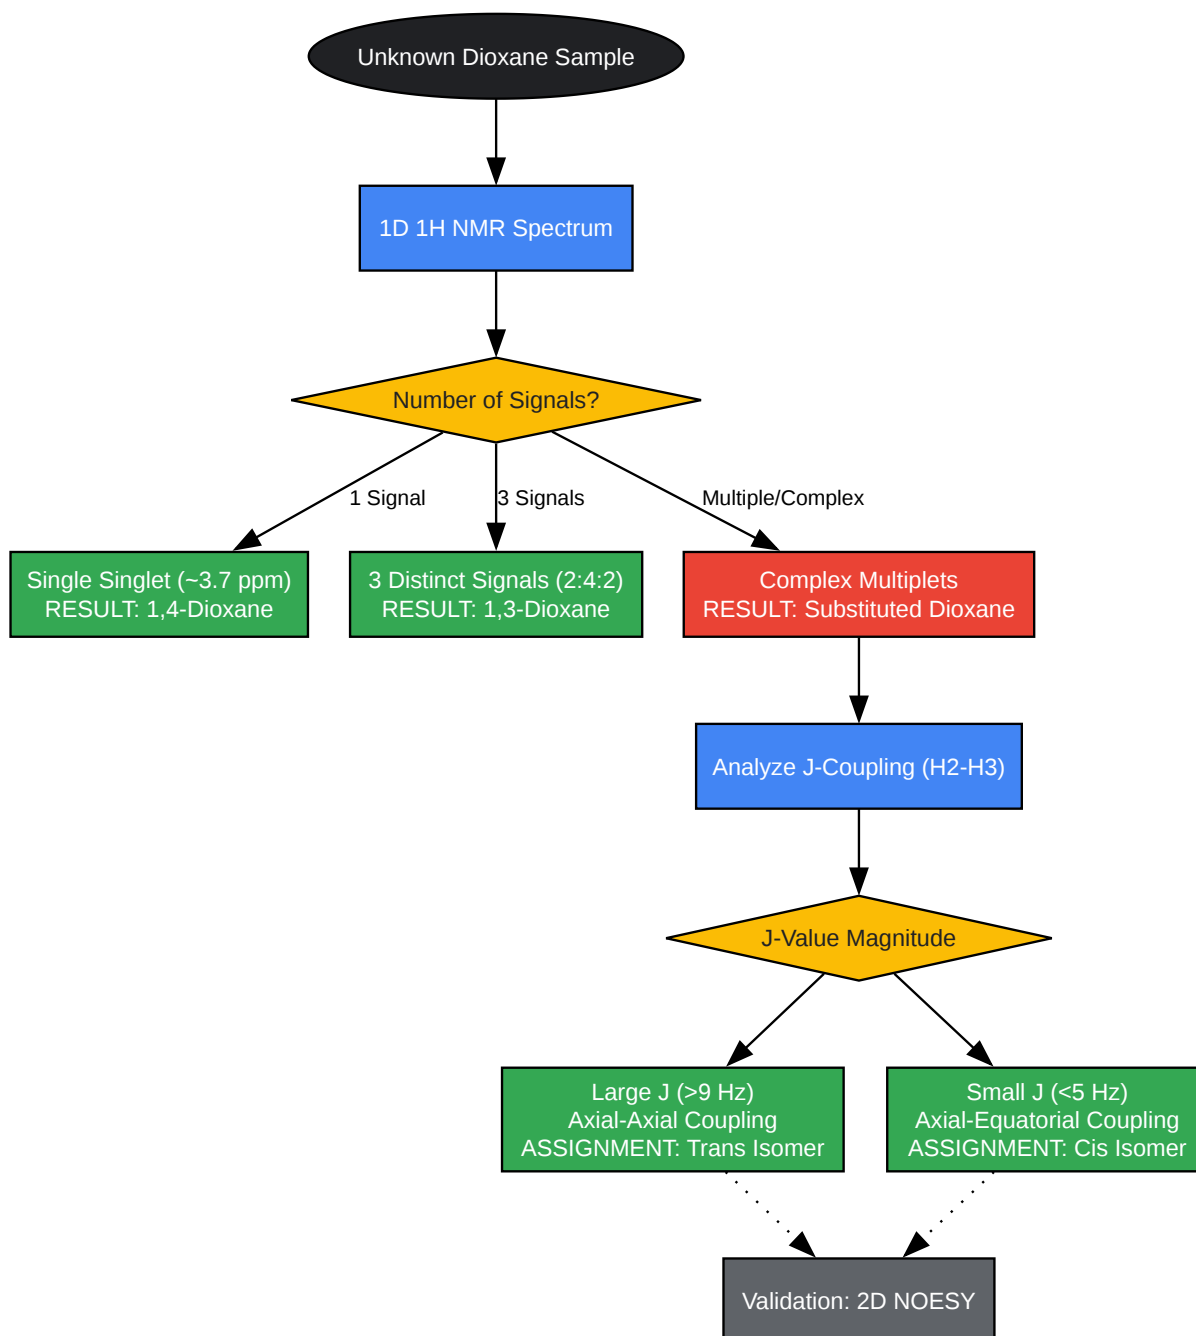 Unknown Dioxane Sample
1D 1H NMR Spectrum
Number of Signals?
1 Signal
3 Signals
Multiple/Complex
Single Singlet (~3.7 ppm)
RESULT: 1,4-Dioxane
3 Distinct Signals (2:4:2)
RESULT: 1,3-Dioxane
Complex Multiplets
RESULT: Substituted Dioxane
Analyze J-Coupling (H2-H3)
J-Value Magnitude
Large J (>9 Hz)
Axial-Axial Coupling
ASSIGNMENT: Trans Isomer
Small J (<5 Hz)
Axial-Equatorial Coupling
ASSIGNMENT: Cis Isomer
Validation: 2D NOESY